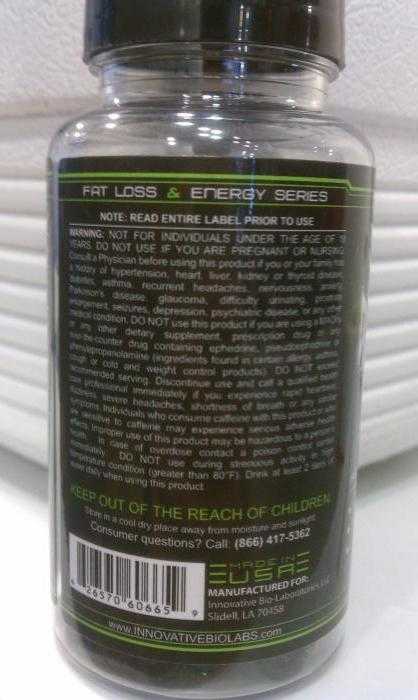 FAT LOSS & ENERGY SERIES
NOTE: READ ENTIRE LABEL PRIOR TO USE
WARNING: NOT FOR INDIVIDUALS UNDER THE AGE OF 18
YEARS. DO NOT USE IF YOU ARE PREGNANT OR NURSING.
Consult a Physician before using this product if you or your family has
a history of hypertension, heart, liver, kidney or thyroid disease,
diabetes, asthma, recurrent headaches, nervousness, anxiety,
Parkinson's disease, glaucoma, difficulty urinating, prostate
enlargement, seizures, depression, psychiatric disease, or any other
medical condition. DO NOT use this product if you are using a
or any other dietary supplement, prescription drug or
over-the-counter drug containing ephedrine, pseudoephedrine or
phenylpropanolamine (ingredients found in certain allergy, asthma,
cough or cold and weight control products). DO NOT exceed
recommended serving. Discontinue use and call a qualified health
care professional immediately if you experience rapid
dizziness, severe headaches, shortness of breath or any similar
symptoms. Individuals who consume caffeine with this product or who
are sensitive to caffeine may experience serious adverse health
effects. Improper use of this product may be hazardous to a person's
health. In case of overdose contact a poison control center
immediately. DO NOT use during strenuous activity in high
temperature condition (greater than 80°F). Drink at least 2 liters of
water daily when using this product.
KEEP OUT OF THE REACH OF CHILDREN.
Store in a cool dry place away from moisture and sunlight.
Consumer questions? Call: (866) 417-5362
MADE IN
USA
MANUFACTURED FOR:
Innovative Bio-Laboratories LLC
Slidell, LA 70458
26570 60665 9
www.INNOVATIVEBIOLABS.com